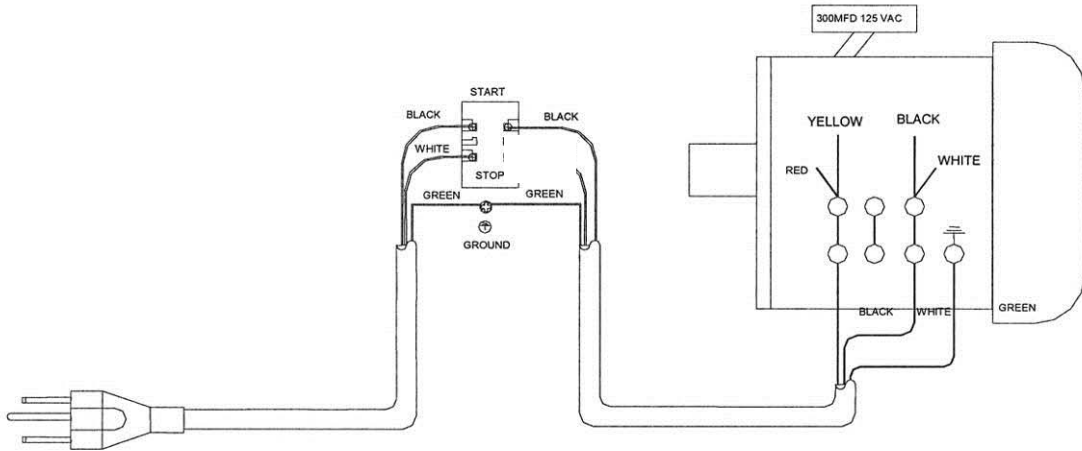 300MFD 125 VAC
START
BLACK
BLACK
WHITE
STOP
GREEN
GREEN
GROUND
YELLOW
BLACK
RED
WHITE
BLACK
WHITE
GREEN